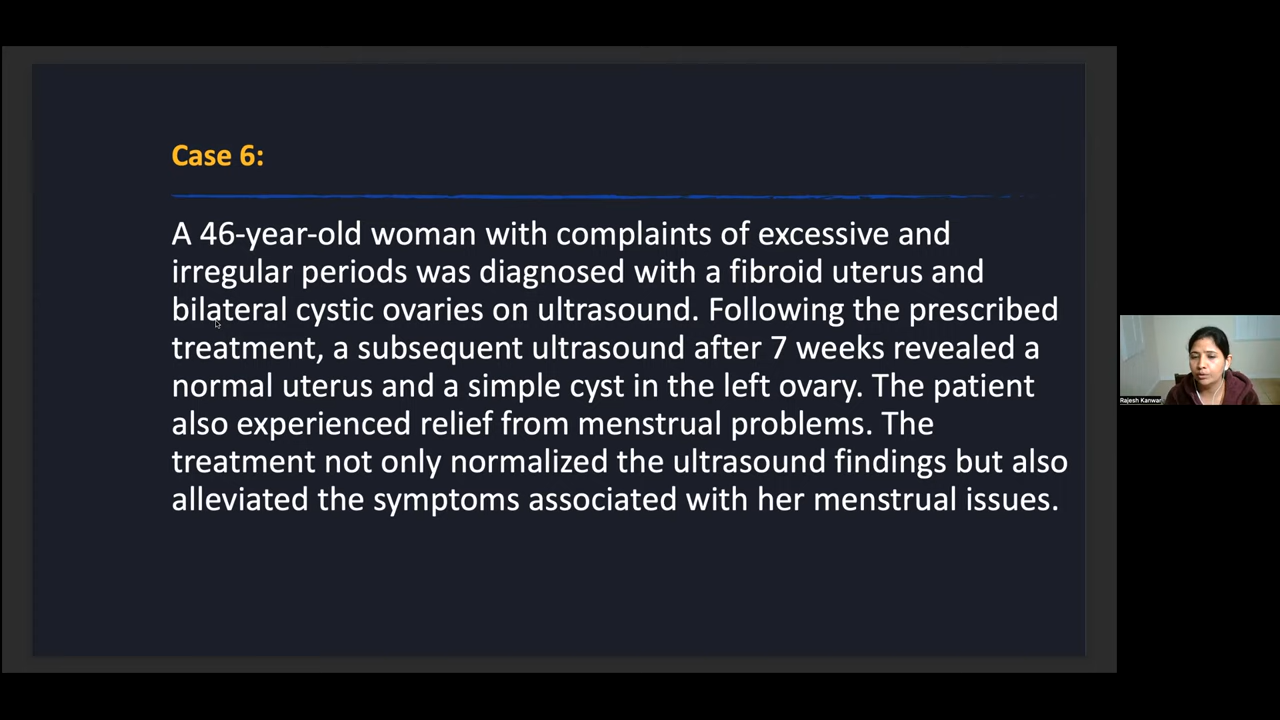 Case 6:
A 46-year-old woman with complaints of excessive and
irregular periods was diagnosed with a fibroid uterus and
bilateral cystic ovaries on ultrasound. Following the prescribed
treatment, a subsequent ultrasound after 7 weeks revealed a
normal uterus and a simple cyst in the left ovary. The patient
also experienced relief from menstrual problems. The
treatment not only normalized the ultrasound findings but also
alleviated the symptoms associated with her menstrual issues.
Rajesh Kanwar